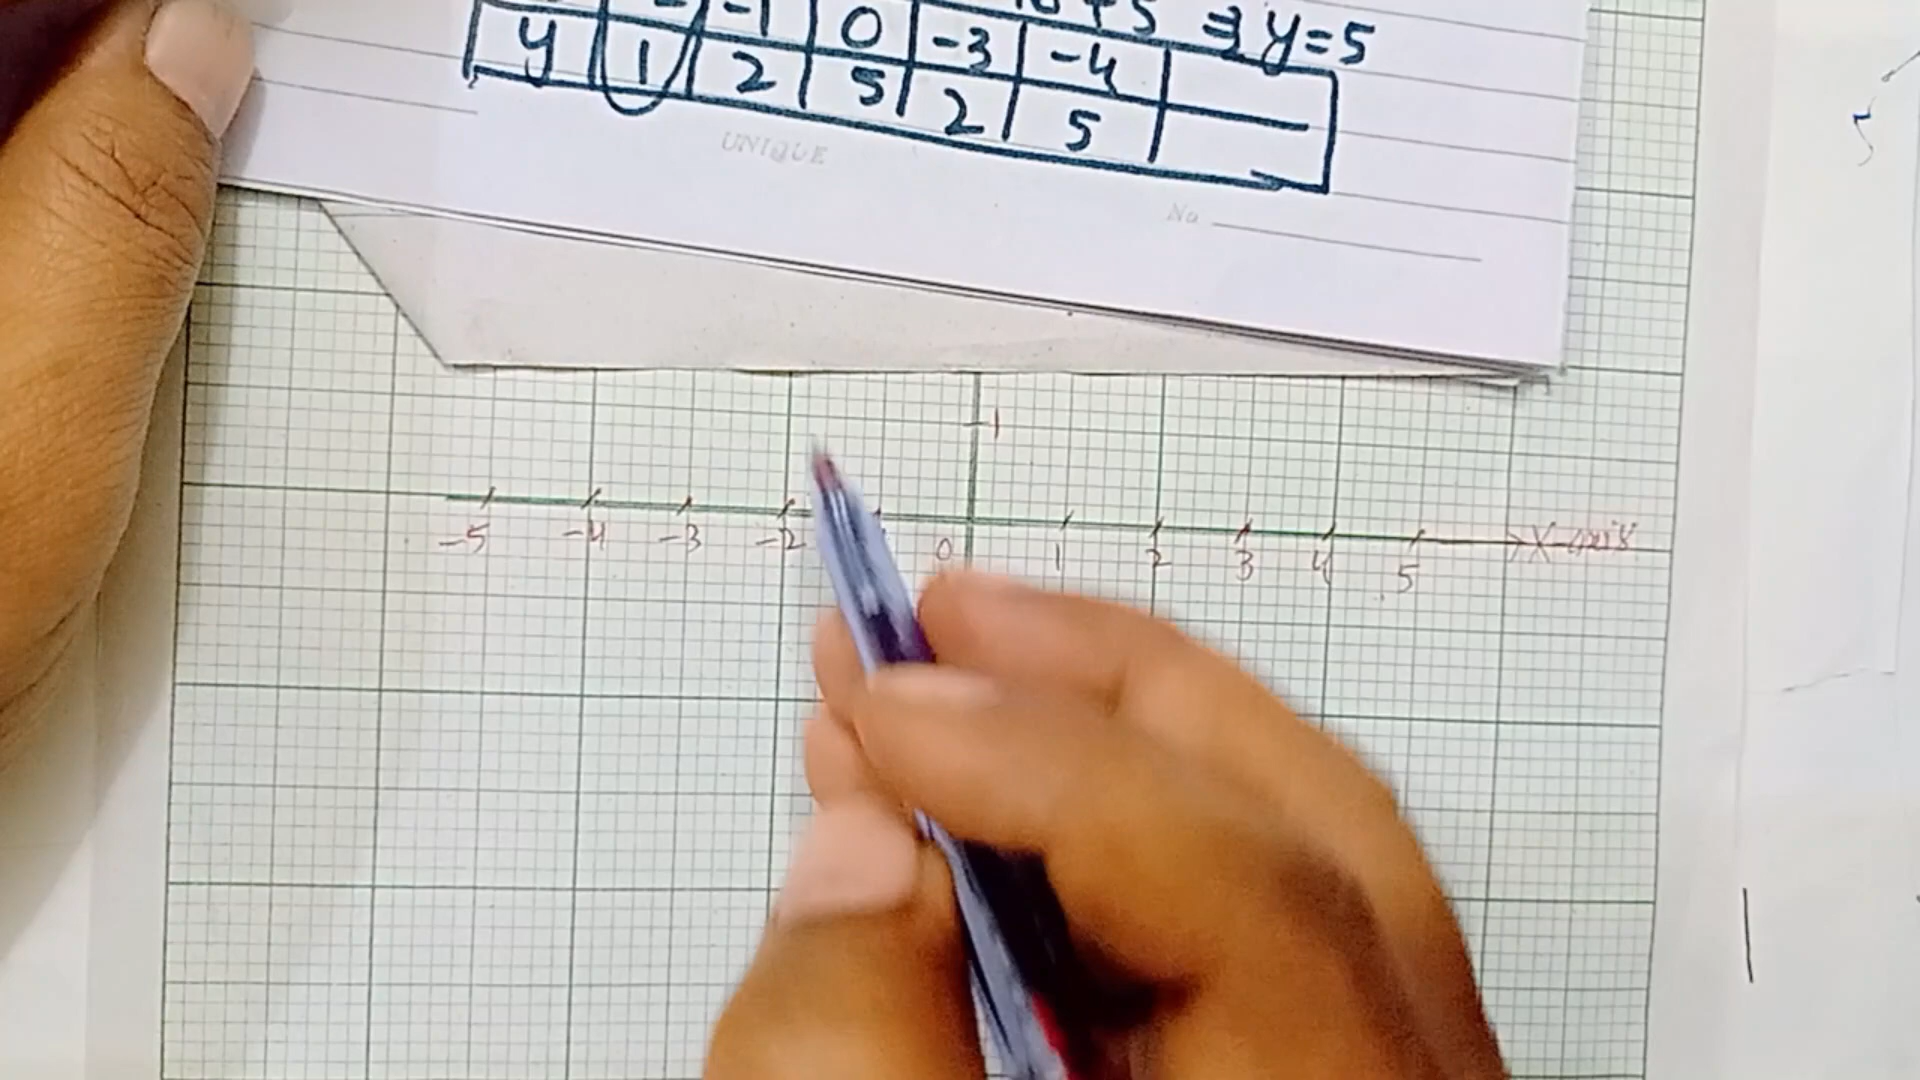 +5 ⇒ y=5
-1 0 -3 -4
y 1 2 5 2 5
UNIQUE
No
1
-5 -4 -3 -2 0 1 2 3 4 5 X-axis
5